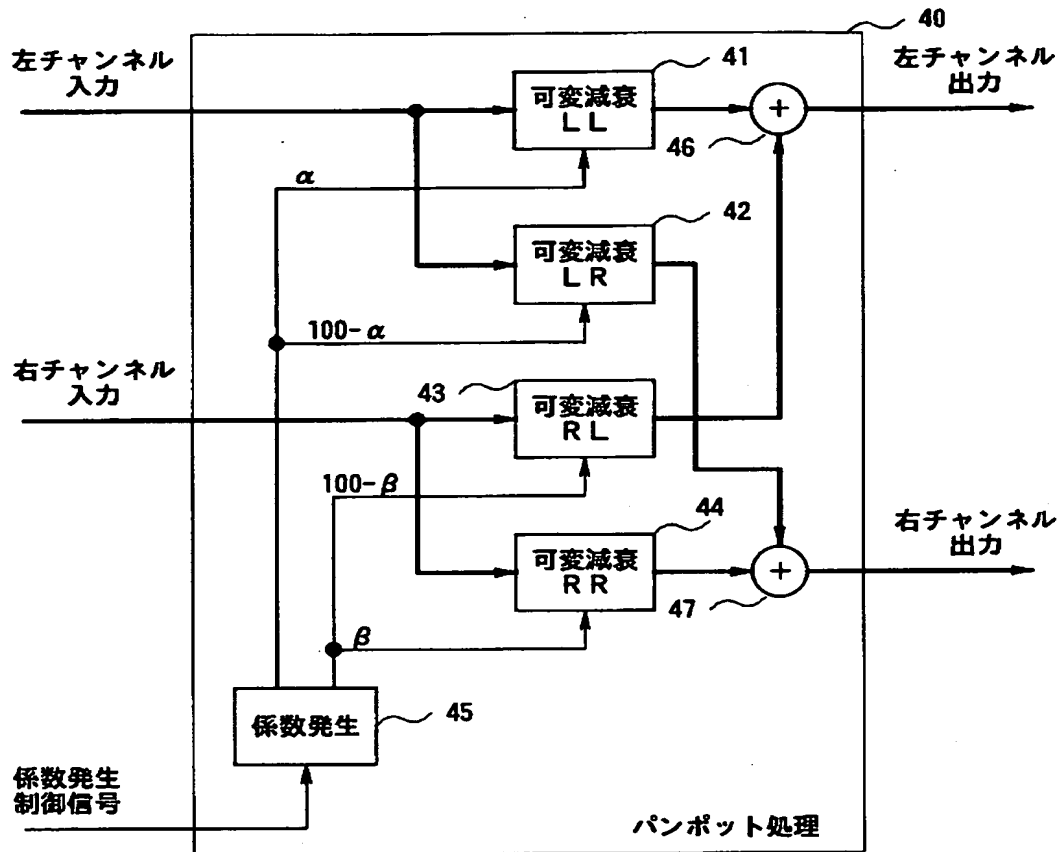 40
左チャンネル
入力
41
可変減衰
LL
左チャンネル
出力
+
46
α
42
可変減衰
LR
100-α
右チャンネル
入力
43
可変減衰
RL
100-β
44
可変減衰
RR
右チャンネル
出力
+
47
β
係数発生
45
係数発生
制御信号
パンポット処理